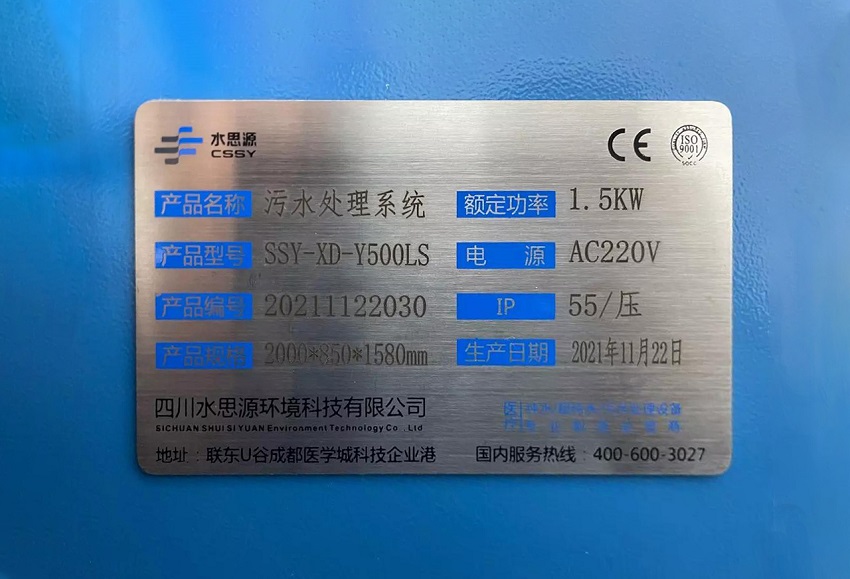 水思源
CSSY
CE
ISO
9001
SQCC
产品名称 污水处理系统 额定功率 1.5KW
产品型号 SSY-XD-Y500LS 电 源 AC220V
产品编号 20211122030 IP 55/压
产品规格 2000*850*1580mm 生产日期 2021年11月22日
四川水思源环境科技有限公司
SICHUAN SHUI SI YUAN Environment Technology Co.,Ltd
地址：联东U谷成都医学城科技企业港 国内服务热线：400-600-3027